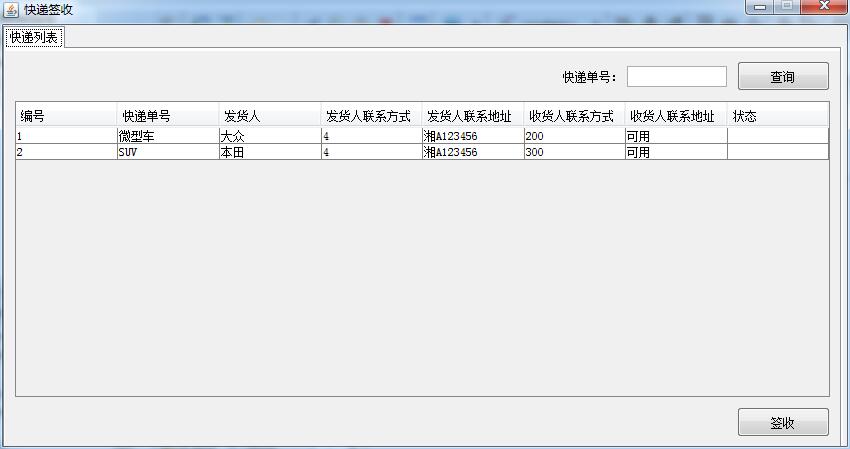 快递签收
快递列表
快递单号： 查询
编号 快递单号 发货人 发货人联系方式 发货人联系地址 收货人联系方式 收货人联系地址 状态
1 微型车 大众 4 湘A123456 200 可用
2 SUV 本田 4 湘A123456 300 可用
签收